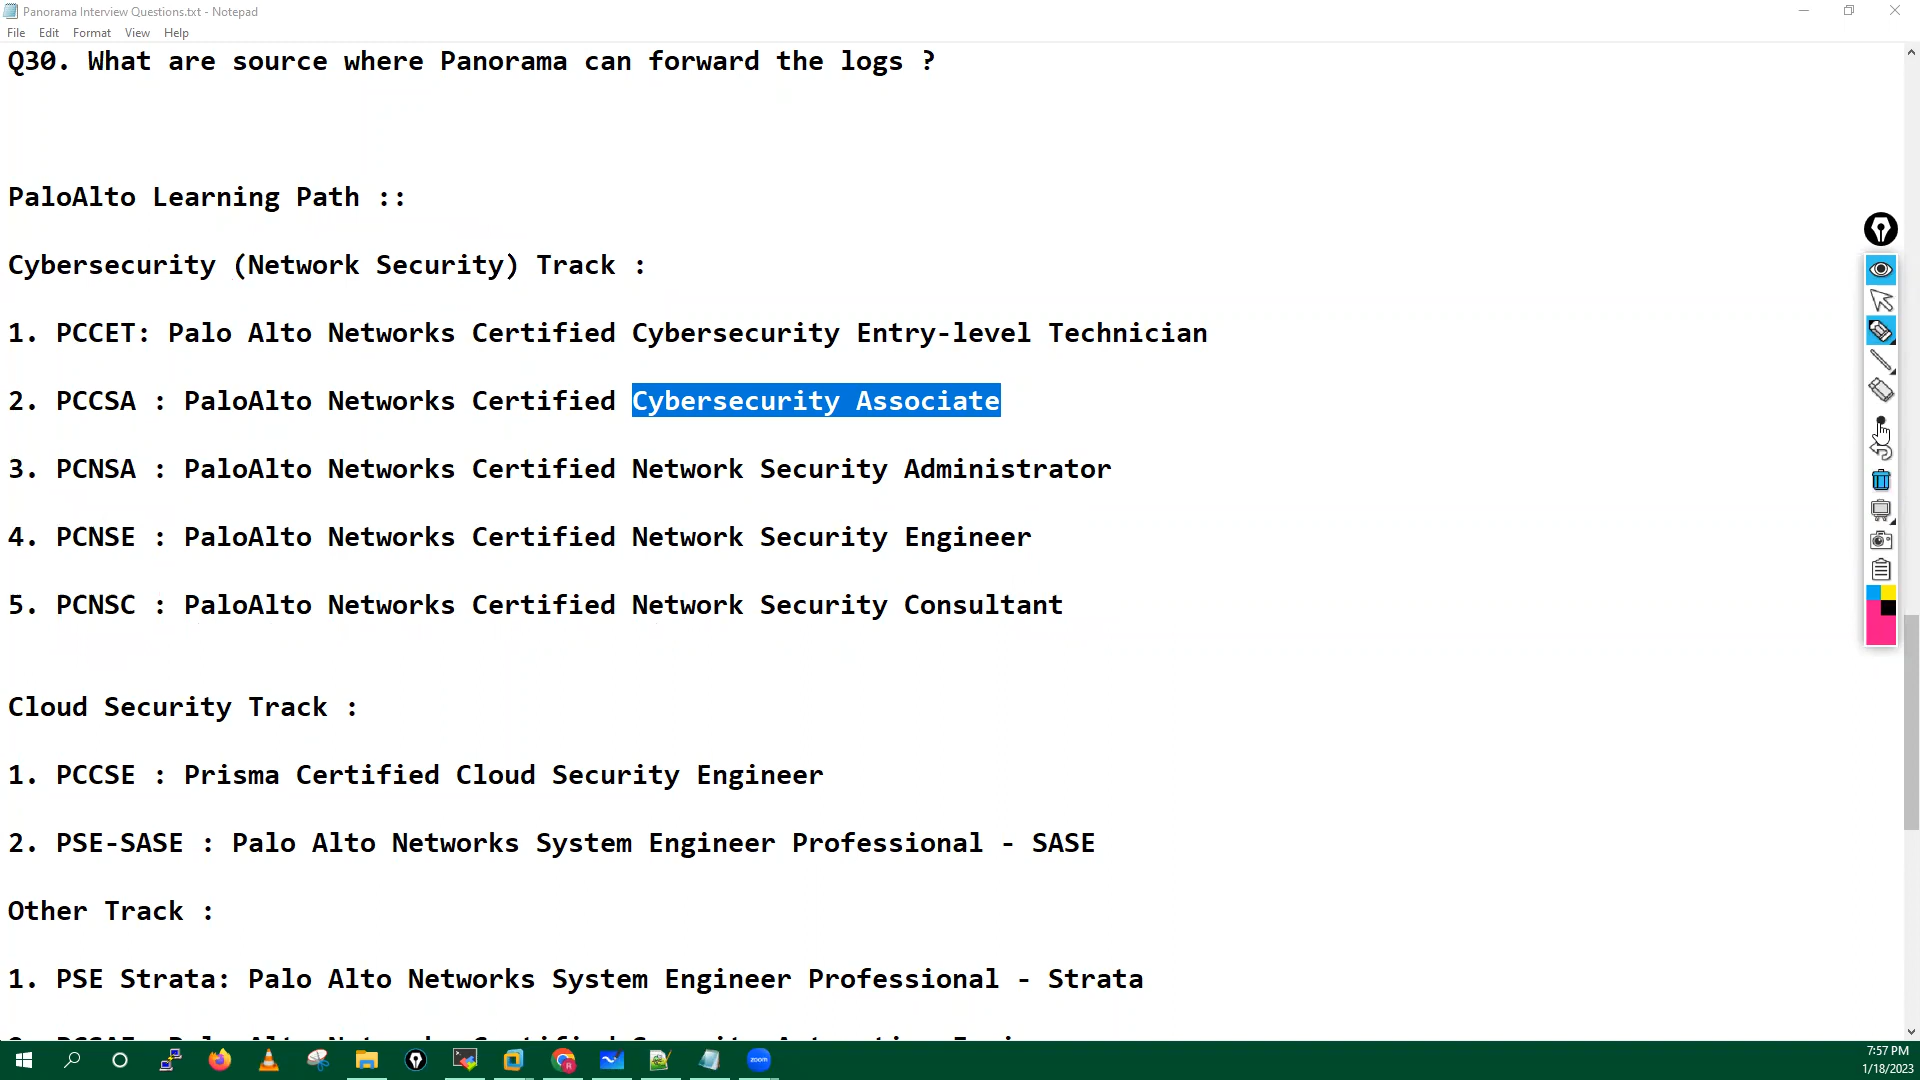 Panorama Interview Questions.txt - Notepad
File Edit Format View Help
Q30. What are source where Panorama can forward the logs ?
PaloAlto Learning Path ::
Cybersecurity (Network Security) Track :
1. PCCET: Palo Alto Networks Certified Cybersecurity Entry-level Technician
2. PCCSA : PaloAlto Networks Certified Cybersecurity Associate
3. PCNSA : PaloAlto Networks Certified Network Security Administrator
4. PCNSE : PaloAlto Networks Certified Network Security Engineer
5. PCNSC : PaloAlto Networks Certified Network Security Consultant
Cloud Security Track :
1. PCCSE : Prisma Certified Cloud Security Engineer
2. PSE-SASE : Palo Alto Networks System Engineer Professional - SASE
Other Track :
1. PSE Strata: Palo Alto Networks System Engineer Professional - Strata
zoom
7:57 PM
1/18/2023